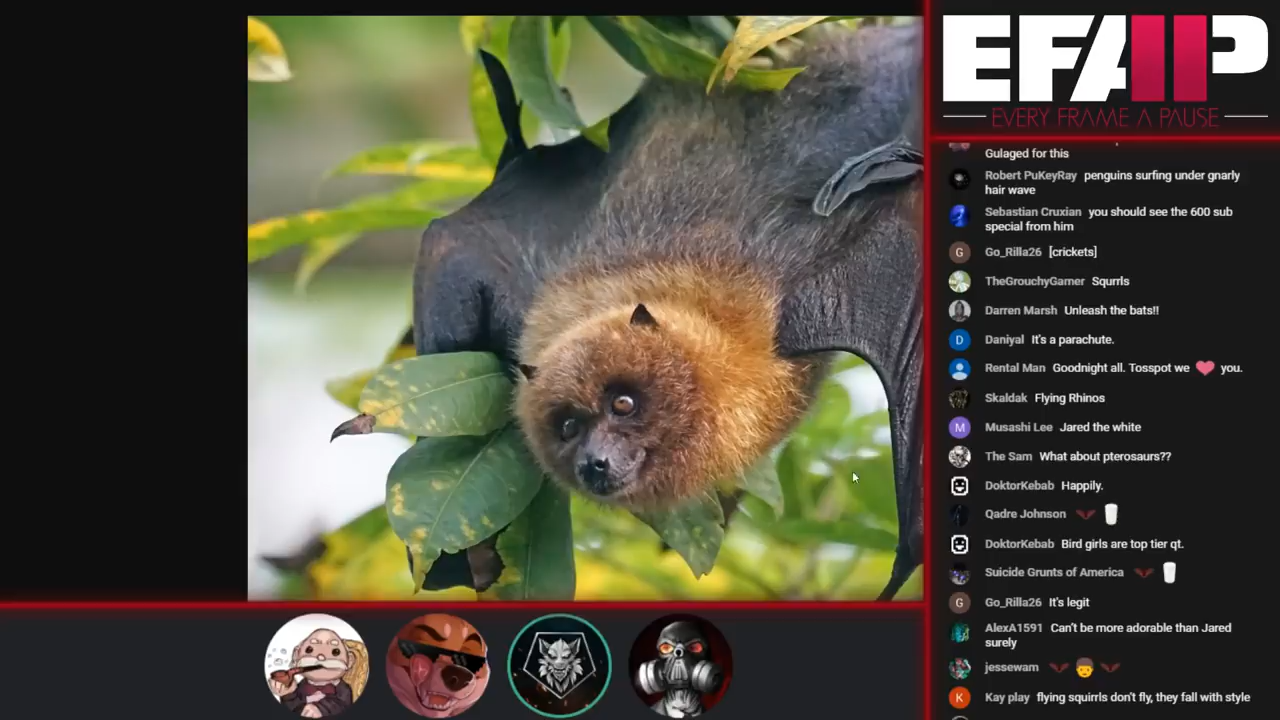 EFAP
EVERY FRAME A PAUSE
Gulaged for this
Robert PuKeyRay penguins surfing under gnarly
hair wave
Sebastian Cruxian you should see the 600 sub
special from him
G Go_Rilla26 [crickets]
TheGrouchyGamer Squrrls
Darren Marsh Unleash the bats!!
D Daniyal It's a parachute.
Rental Man Goodnight all. Tosspot we ❤ you.
Skaldak Flying Rhinos
M Musashi Lee Jared the white
The Sam What about pterosaurs??
DoktorKebab Happily.
Qadre Johnson
DoktorKebab Bird girls are top tier qt.
Suicide Grunts of America
G Go_Rilla26 It's legit
AlexA1591 Can't be more adorable than Jared
surely
jessewam
K Kay play flying squirls don't fly, they fall with style